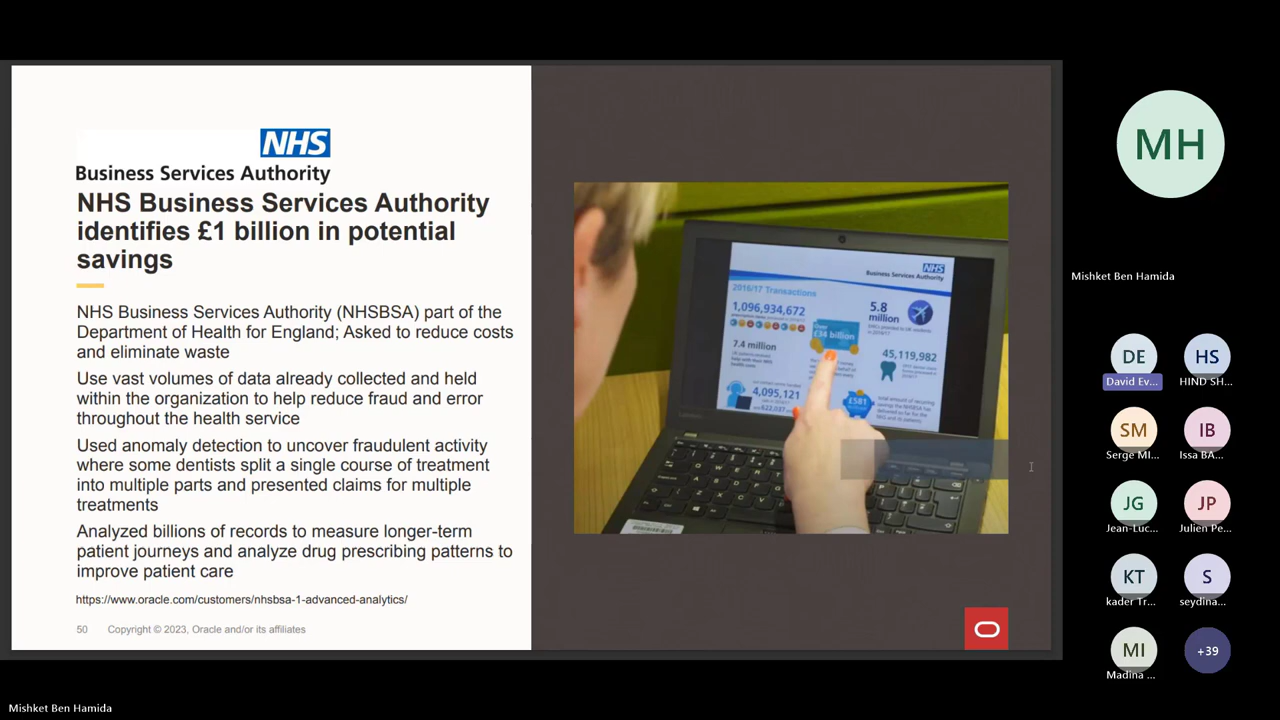 NHS
Business Services Authority
NHS Business Services Authority
identifies £1 billion in potential
savings
NHS Business Services Authority (NHSBSA) part of the
Department of Health for England; Asked to reduce costs
and eliminate waste
Use vast volumes of data already collected and held
within the organization to help reduce fraud and error
throughout the health service
Used anomaly detection to uncover fraudulent activity
where some dentists split a single course of treatment
into multiple parts and presented claims for multiple
treatments
Analyzed billions of records to measure longer-term
patient journeys and analyze drug prescribing patterns to
improve patient care
https://www.oracle.com/customers/nhsbsa-1-advanced-analytics/
50 Copyright © 2023, Oracle and/or its affiliates
NHS
Business Services Authority
2016/17 Transactions
1,096,934,672
5.8
million
Over
£34 billion
7.4 million
45,119,982
4,095,121
£581
MH
Mishket Ben Hamida
DE
HS
David Ev...
HIND SH...
SM
IB
Serge MI...
Issa BA...
JG
JP
Jean-Luc...
Julien Pe...
KT
S
kader Tr...
seydina...
MI
+39
Madina ...
Mishket Ben Hamida